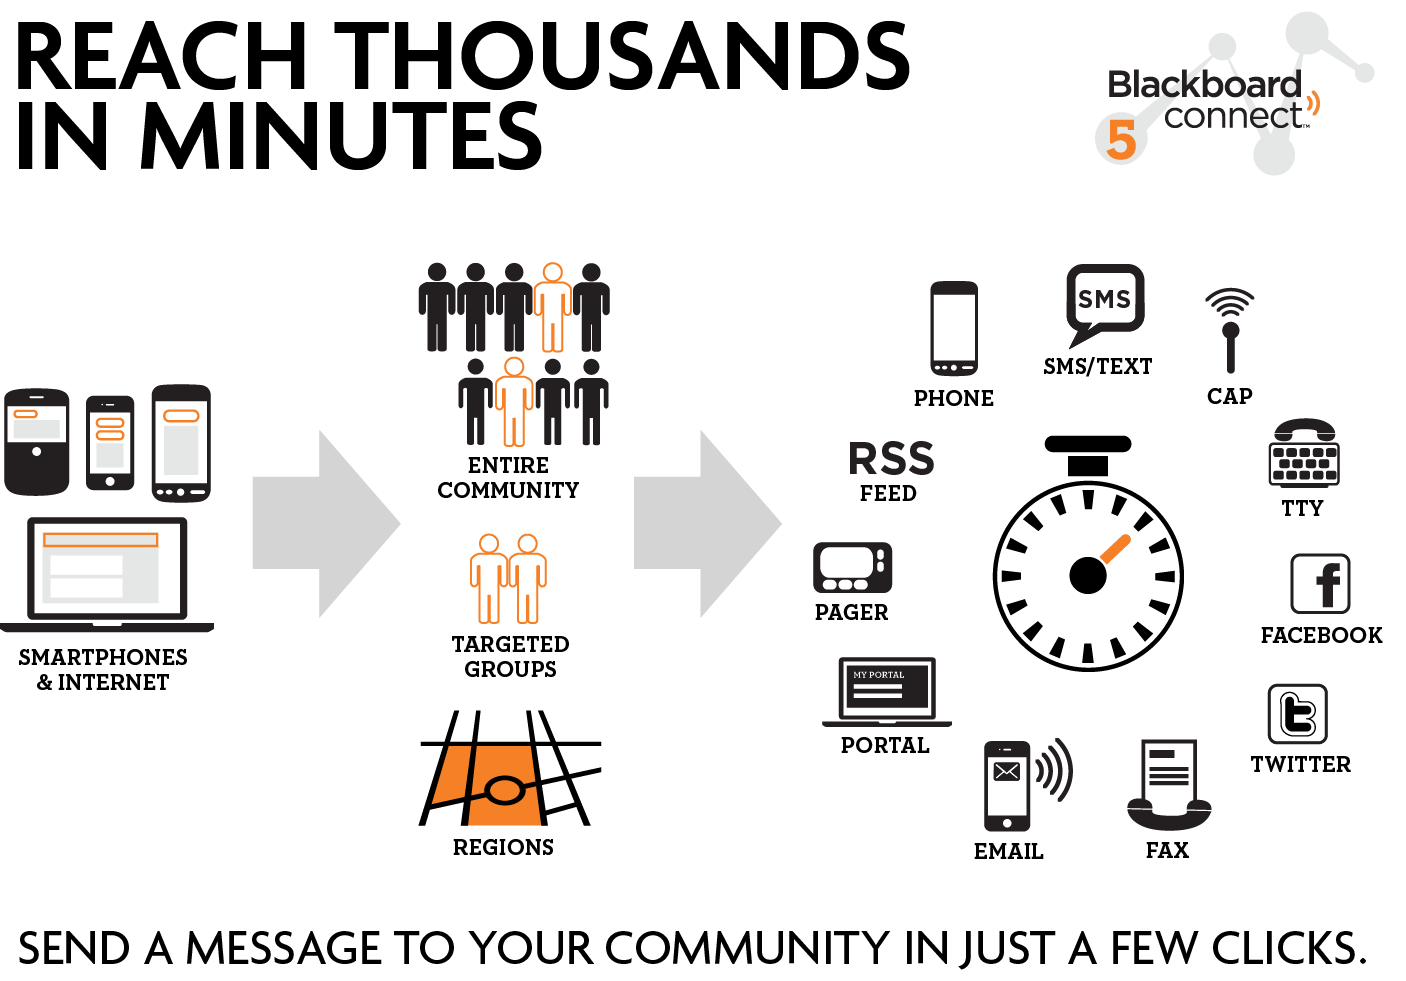 REACH THOUSANDS
IN MINUTES
Blackboard
connect™
5
SMARTPHONES
& INTERNET
ENTIRE
COMMUNITY
TARGETED
GROUPS
REGIONS
PHONE
SMS
SMS/TEXT
CAP
RSS
FEED
TTY
PAGER
f
FACEBOOK
MY PORTAL
PORTAL
t
TWITTER
EMAIL
FAX
SEND A MESSAGE TO YOUR COMMUNITY IN JUST A FEW CLICKS.